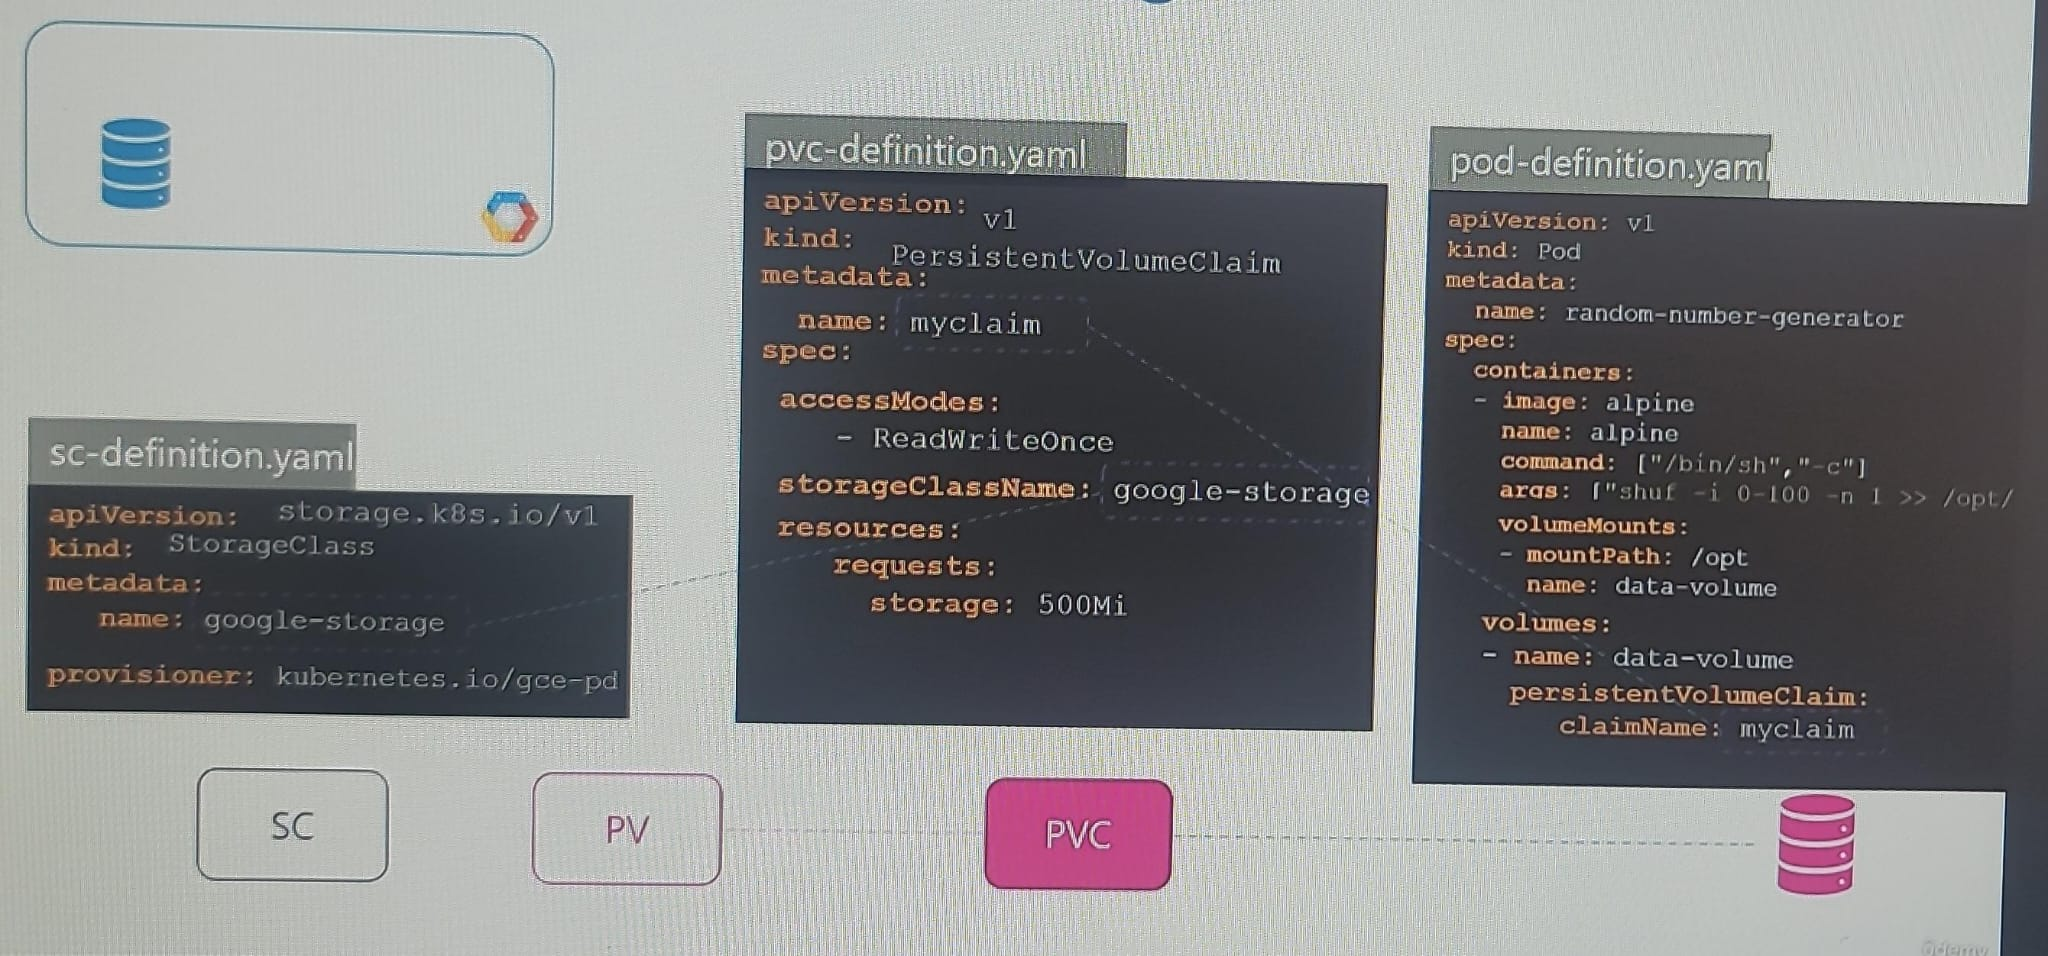 sc-definition.yaml
apiVersion: storage.k8s.io/v1
kind: StorageClass
metadata:
name: google-storage
provisioner: kubernetes.io/gce-pd
pvc-definition.yaml
apiVersion: v1
kind: PersistentVolumeClaim
metadata:
name: myclaim
spec:
accessModes:
- ReadWriteOnce
storageClassName: google-storage
resources:
requests:
storage: 500Mi
pod-definition.yaml
apiVersion: v1
kind: Pod
metadata:
name: random-number-generator
spec:
containers:
- image: alpine
name: alpine
command: ["/bin/sh","-c"]
args: ["shuf -i 0-100 -n 1 >> /opt/
volumeMounts:
- mountPath: /opt
name: data-volume
volumes:
- name: data-volume
persistentVolumeClaim:
claimName: myclaim
SC
PV
PVC
Udemy